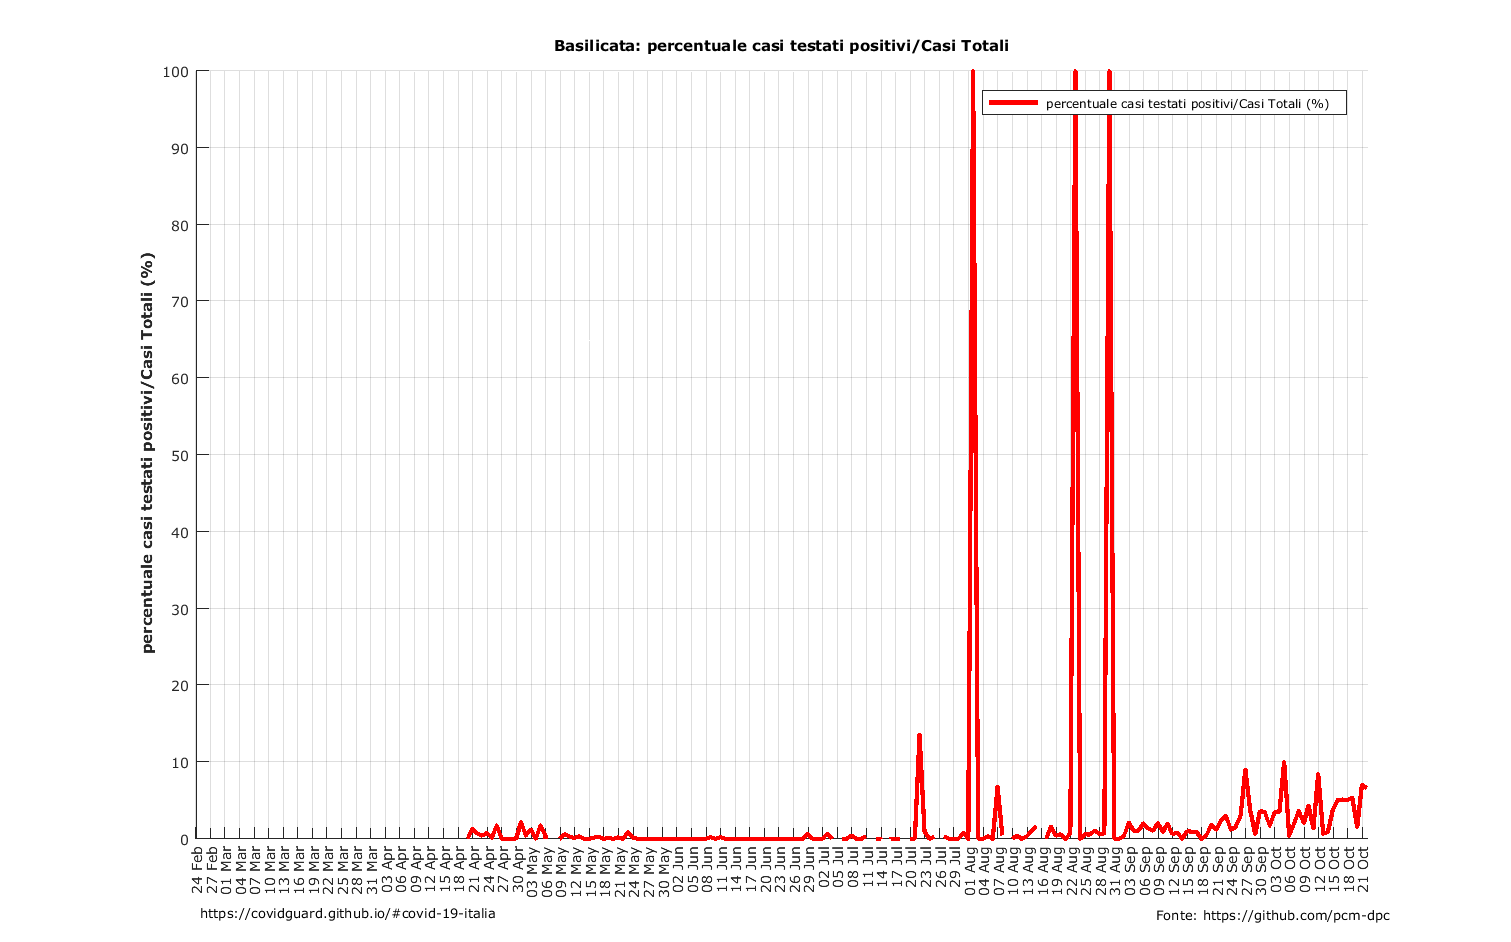 Basilicata: percentuale casi testati positivi/Casi Totali
percentuale casi testati positivi/Casi Totali (%)
percentuale casi testati positivi/Casi Totali (%)
100
90
80
70
60
50
40
30
20
10
0
24 Feb
27 Feb
01 Mar
04 Mar
07 Mar
10 Mar
13 Mar
16 Mar
19 Mar
22 Mar
25 Mar
28 Mar
31 Mar
03 Apr
06 Apr
09 Apr
12 Apr
15 Apr
18 Apr
21 Apr
24 Apr
27 Apr
30 Apr
03 May
06 May
09 May
12 May
15 May
18 May
21 May
24 May
27 May
30 May
02 Jun
05 Jun
08 Jun
11 Jun
14 Jun
17 Jun
20 Jun
23 Jun
26 Jun
29 Jun
02 Jul
05 Jul
08 Jul
11 Jul
14 Jul
17 Jul
20 Jul
23 Jul
26 Jul
29 Jul
01 Aug
04 Aug
07 Aug
10 Aug
13 Aug
16 Aug
19 Aug
22 Aug
25 Aug
28 Aug
31 Aug
03 Sep
06 Sep
09 Sep
12 Sep
15 Sep
18 Sep
21 Sep
24 Sep
27 Sep
30 Sep
03 Oct
06 Oct
09 Oct
12 Oct
15 Oct
18 Oct
21 Oct
https://covidguard.github.io/#covid-19-italia
Fonte: https://github.com/pcm-dpc